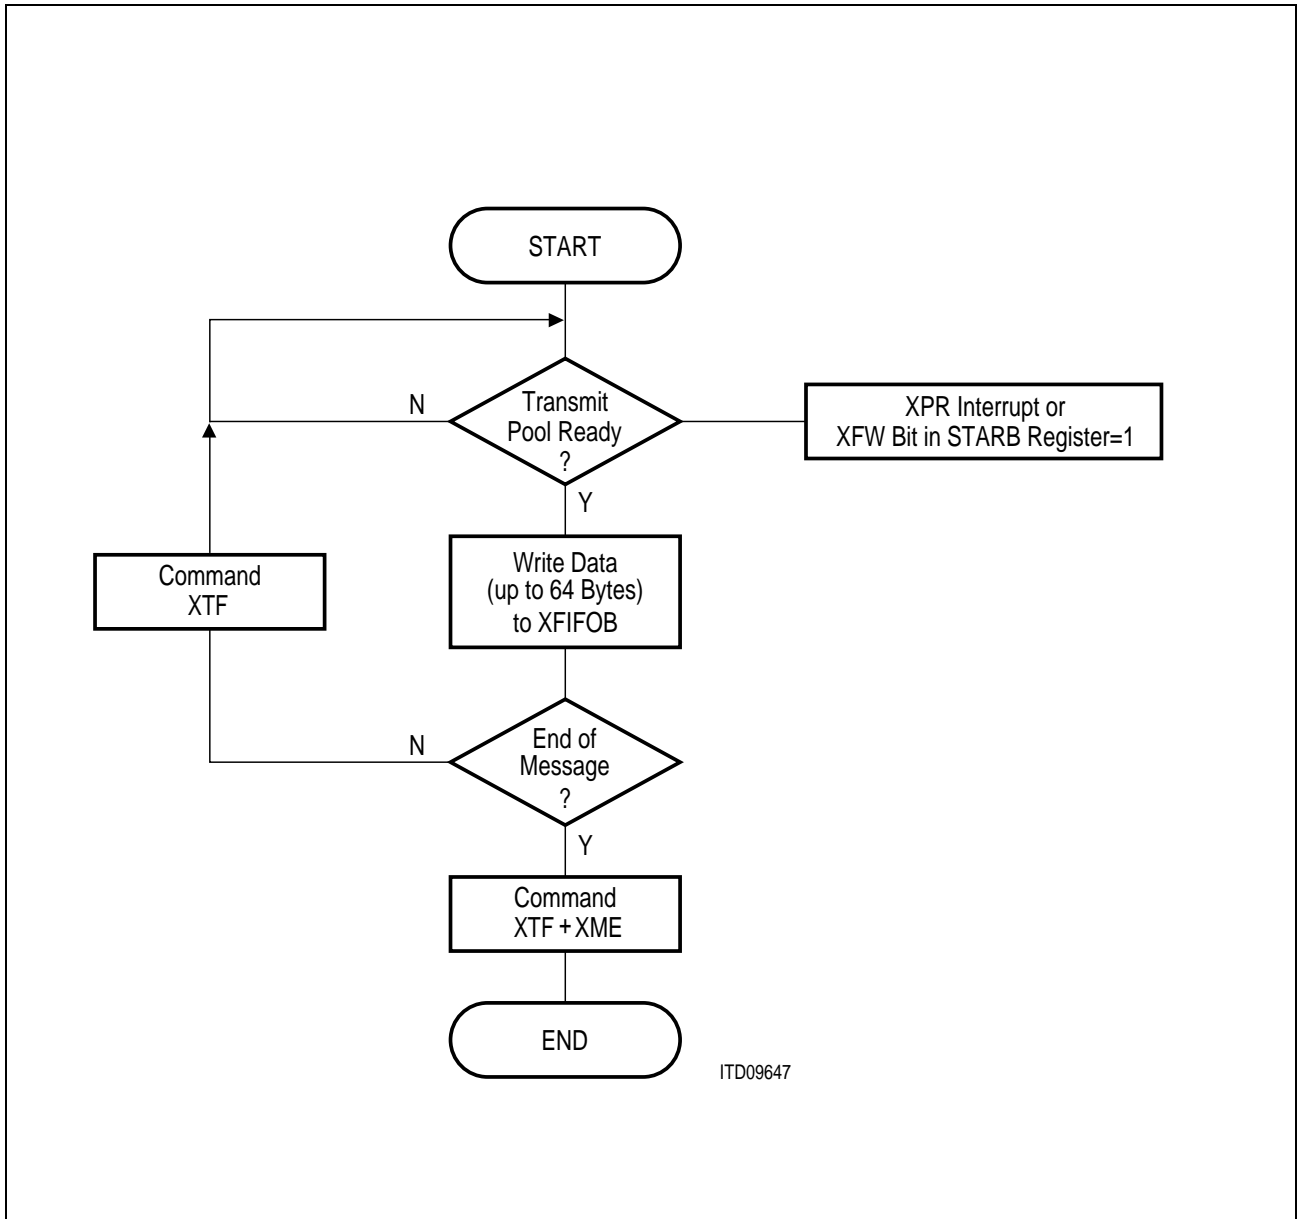 START
N
Transmit
Pool Ready
?
XPR Interrupt or
XFW Bit in STARB Register=1
Y
Command
XTF
Write Data
(up to 64 Bytes)
to XFIFOB
N
End of
Message
?
Y
Command
XTF + XME
END
ITD09647